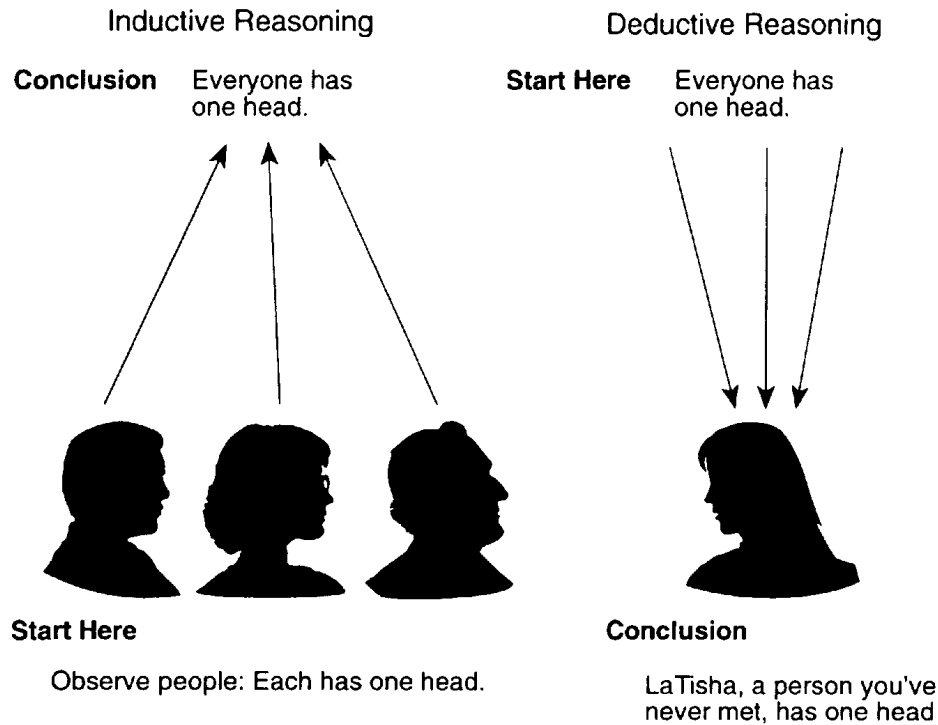 Inductive Reasoning
Conclusion Everyone has
one head.
Start Here
Observe people: Each has one head.
Deductive Reasoning
Start Here Everyone has
one head.
Conclusion
LaTisha, a person you've
never met, has one head